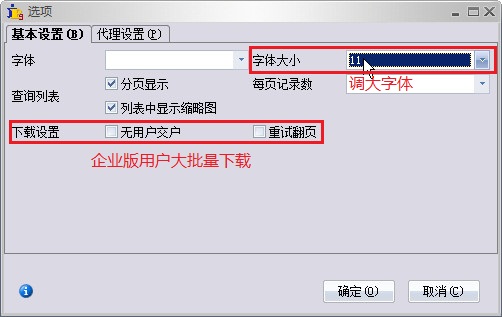 选项
基本设置(B) 代理设置(P)
字体 字体大小 11
查询列表 分页显示 每页记录数 调大字体
列表中显示缩略图
下载设置 无用户交户 重试翻页
企业版用户大批量下载
确定(O) 取消(C)